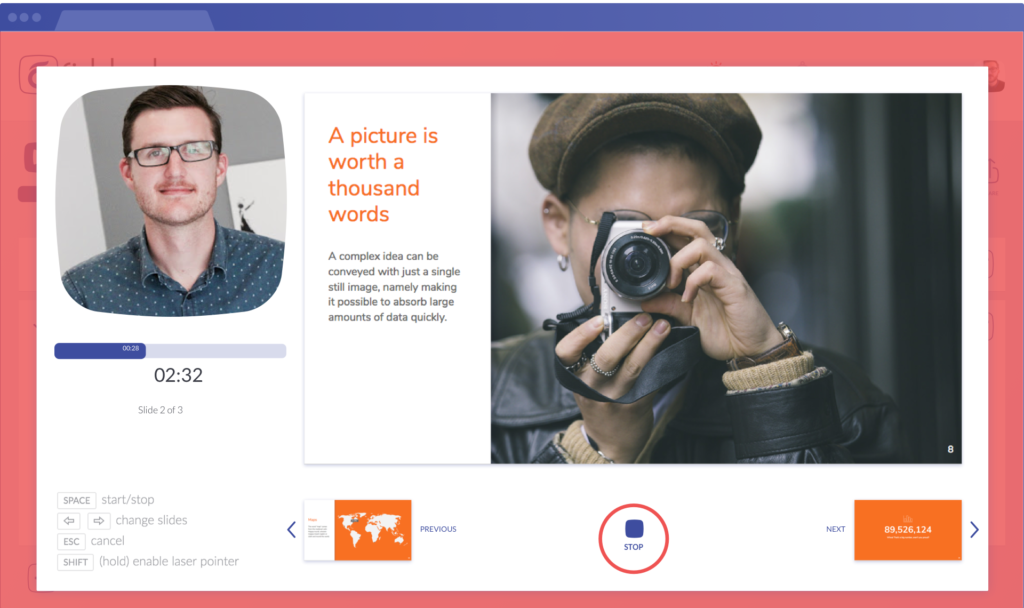 A picture is
worth a
thousand
words
A complex idea can be
conveyed with just a single
still image, namely making
it possible to absorb large
amounts of data quickly.
8
00:28
02:32
Slide 2 of 3
SPACE start/stop
change slides
ESC cancel
SHIFT (hold) enable laser pointer
PREVIOUS
STOP
NEXT
89,526,124